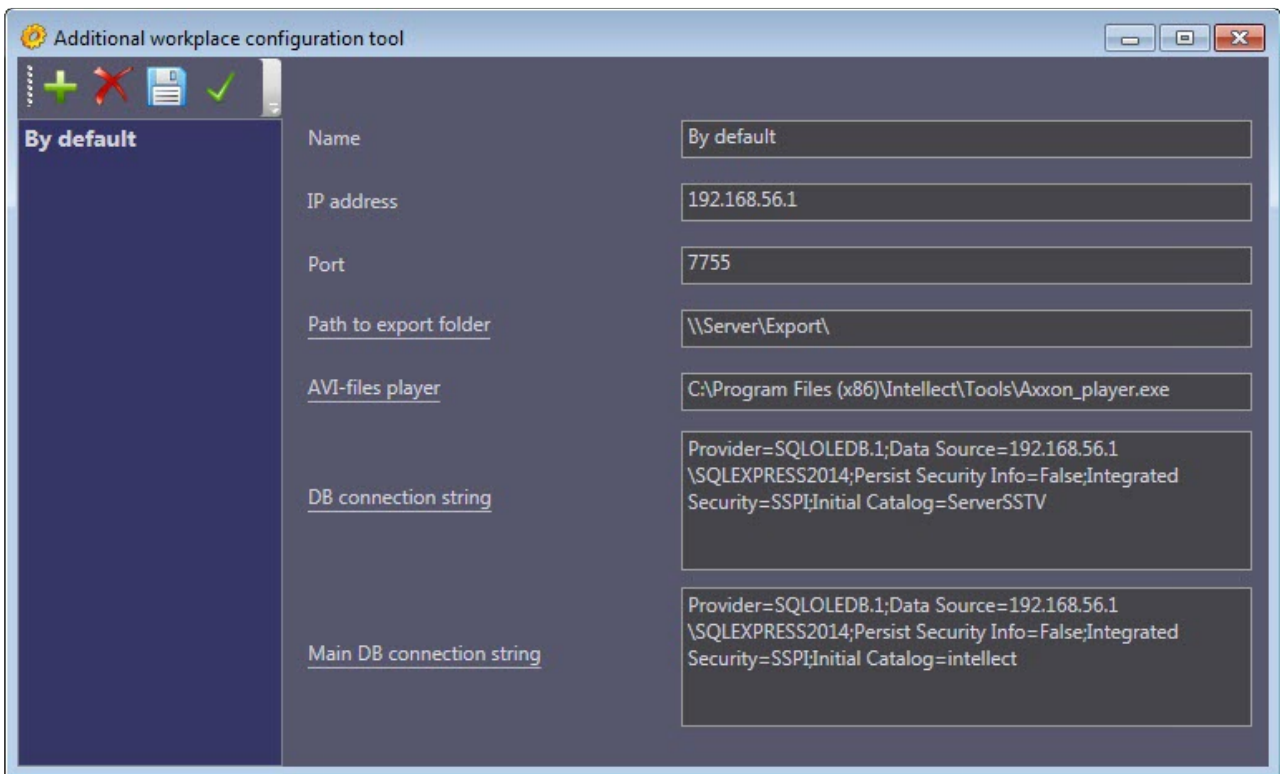 Additional workplace configuration tool
By default
Name
By default
IP address
192.168.56.1
Port
7755
Path to export folder
\\Server\Export\
AVI-files player
C:\Program Files (x86)\Intellect\Tools\Axxon_player.exe
DB connection string
Provider=SQLOLEDB.1;Data Source=192.168.56.1
\SQLEXPRESS2014;Persist Security Info=False;Integrated
Security=SSPI;Initial Catalog=ServerSSTV
Main DB connection string
Provider=SQLOLEDB.1;Data Source=192.168.56.1
\SQLEXPRESS2014;Persist Security Info=False;Integrated
Security=SSPI;Initial Catalog=intellect